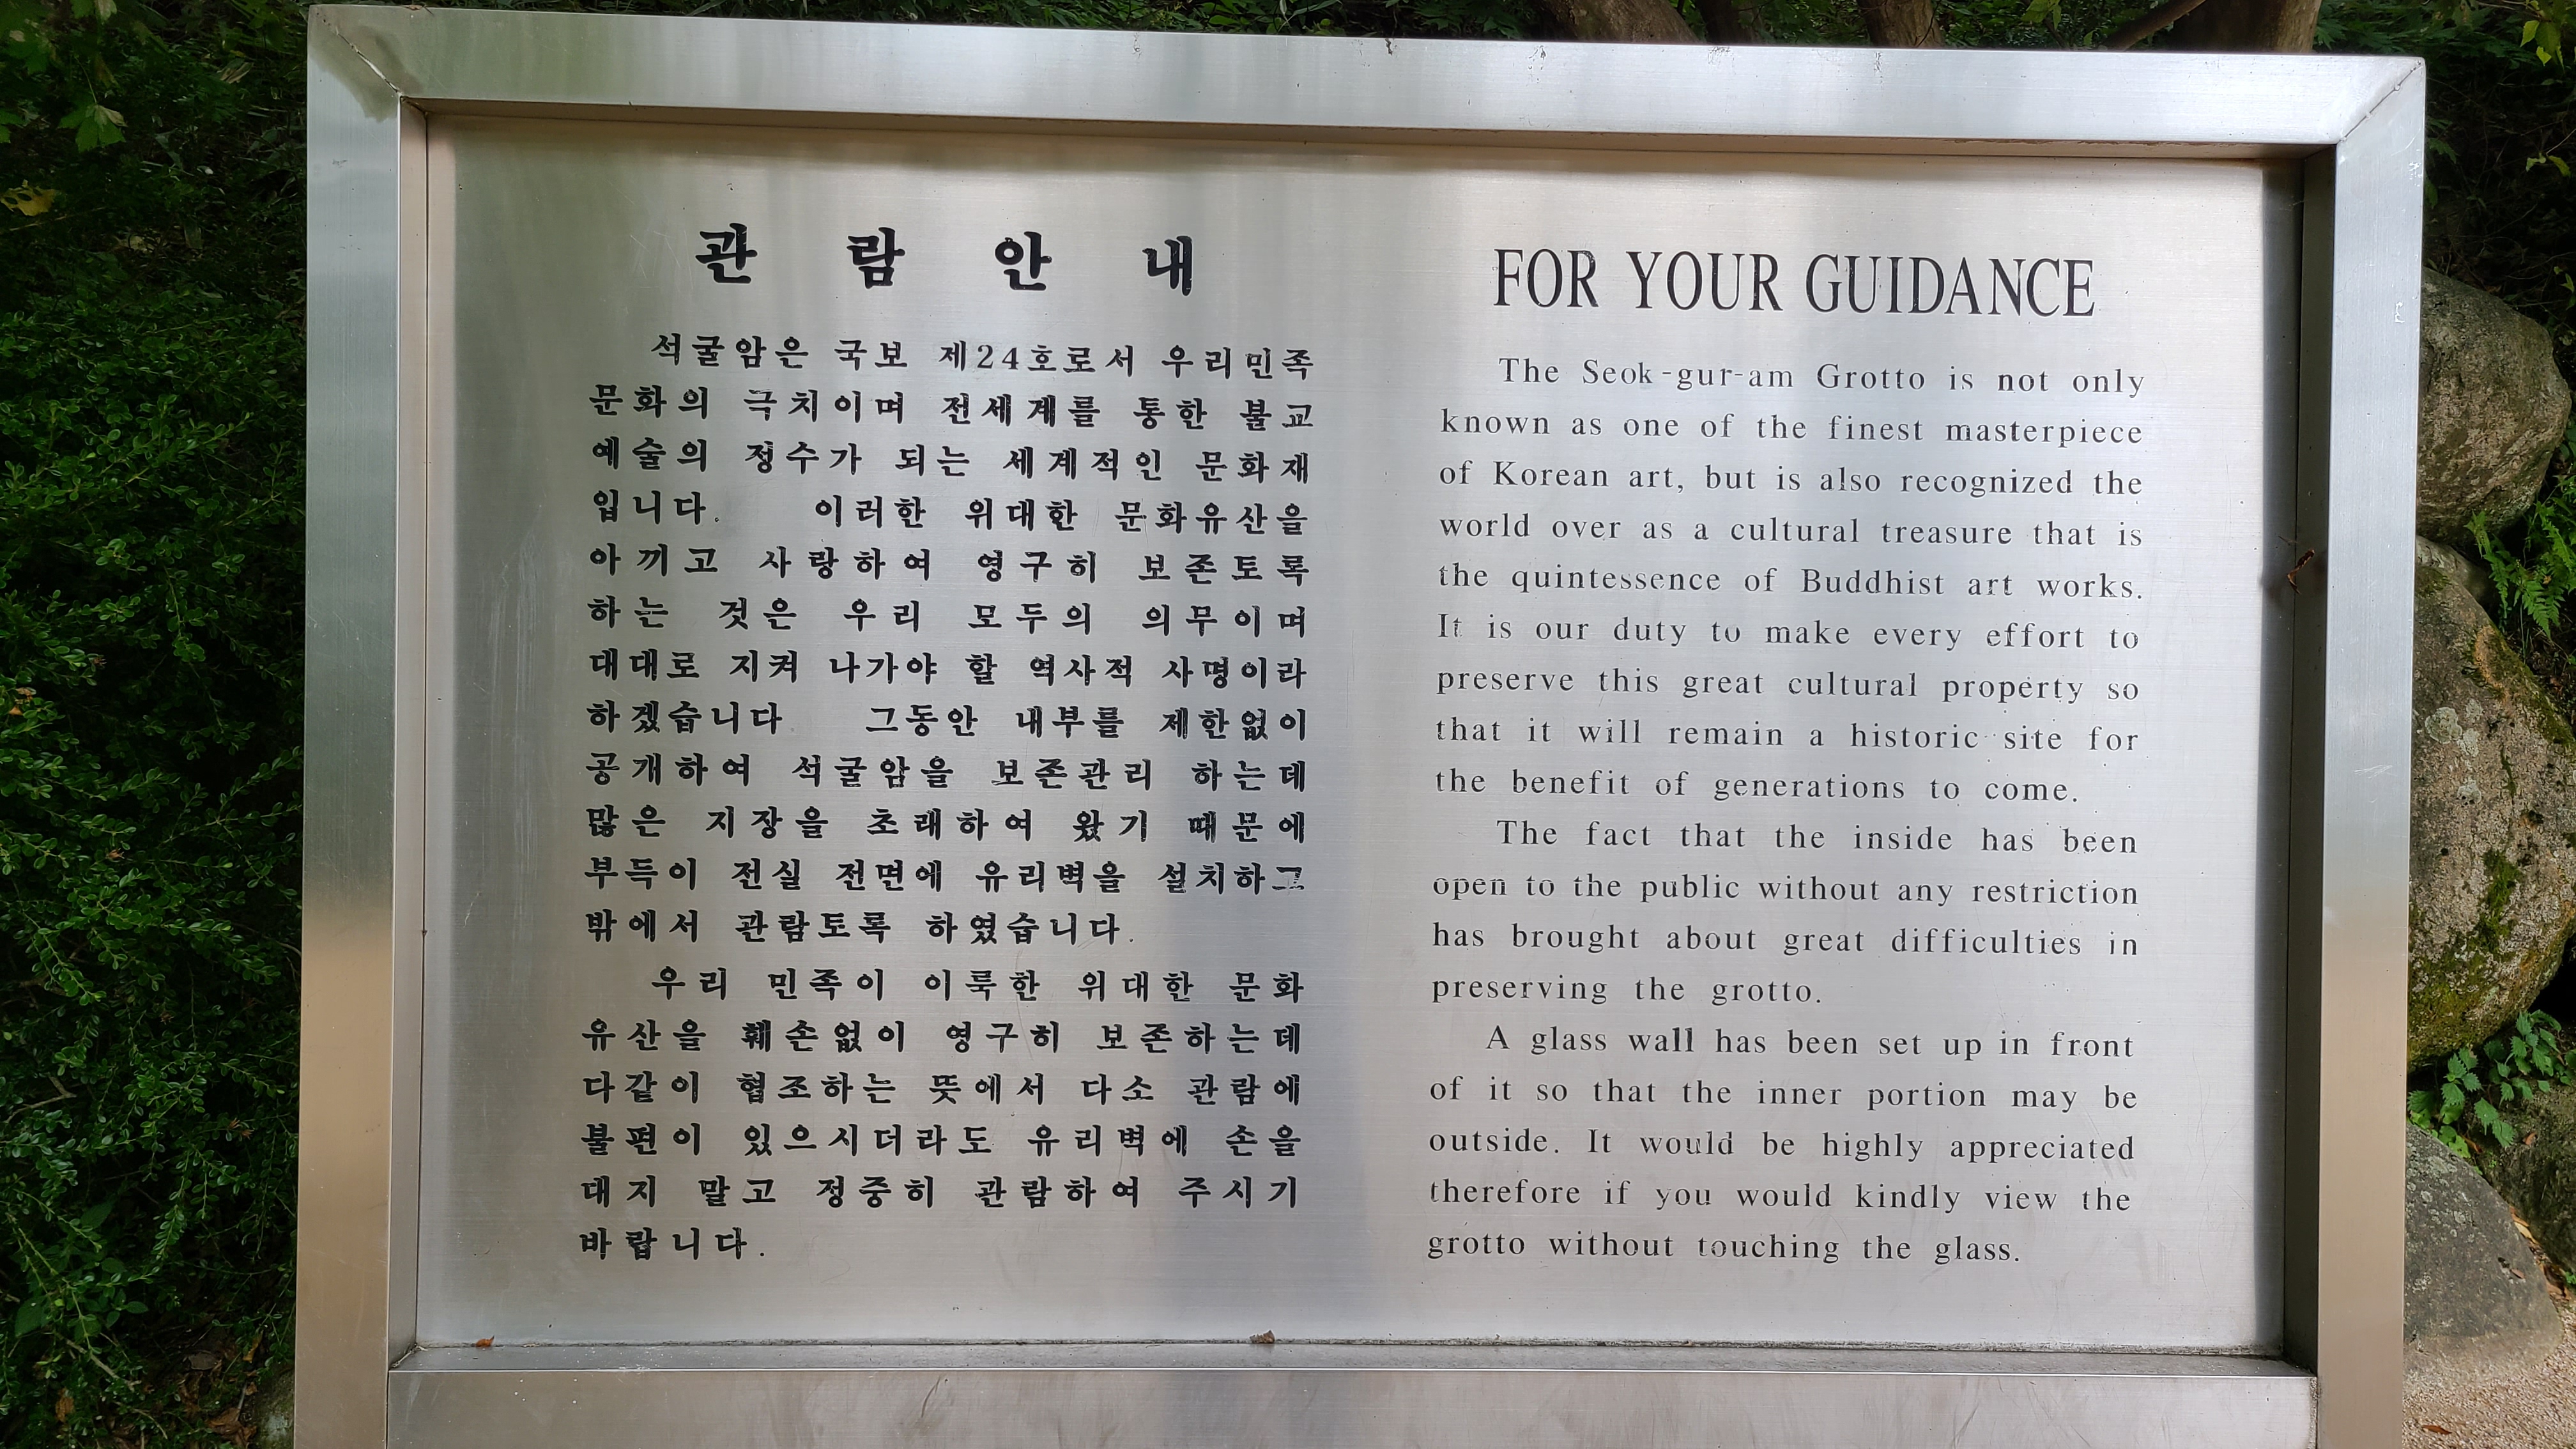 관 람 안 내
석굴암은 국보 제24호로서 우리민족
문화의 극치이며 전세계를 통한 불교
예술의 정수가 되는 세계적인 문화재
입니다. 이러한 위대한 문화유산을
아끼고 사랑하여 영구히 보존토록
하는 것은 우리 모두의 의무이며
대대로 지켜 나가야 할 역사적 사명이라
하겠습니다 그동안 내부를 제한없이
공개하여 석굴암을 보존관리 하는데
많은 지장을 초래하여 왔기 때문에
부득이 전실 전면에 유리벽을 설치하고
밖에서 관람토록 하였습니다.
우리 민족이 이룩한 위대한 문화
유산을 훼손없이 영구히 보존하는데
다같이 협조하는 뜻에서 다소 관람에
불편이 있으시더라도 유리벽에 손을
대지 말고 정중히 관람하여 주시기
바랍니다.
FOR YOUR GUIDANCE
The Seok-gur-am Grotto is not only
known as one of the finest masterpiece
of Korean art, but is also recognized the
world over as a cultural treasure that is
the quintessence of Buddhist art works.
It is our duty to make every effort to
preserve this great cultural property so
that it will remain a historic site for
the benefit of generations to come.
The fact that the inside has been
open to the public without any restriction
has brought about great difficulties in
preserving the grotto.
A glass wall has been set up in front
of it so that the inner portion may be
outside. It would be highly appreciated
therefore if you would kindly view the
grotto without touching the glass.